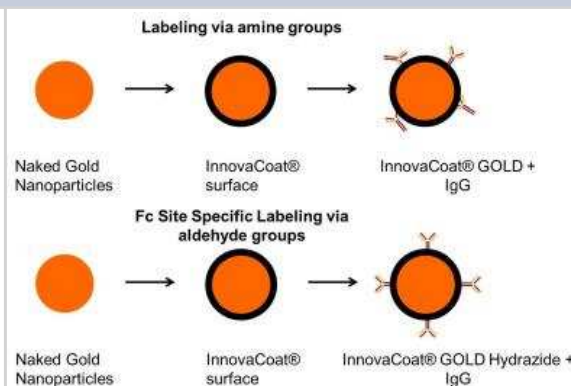 Labeling via amine groups
Naked Gold
Nanoparticles
InnovaCoat®
surface
InnovaCoat® GOLD +
IgG
Fc Site Specific Labeling via
aldehyde groups
Naked Gold
Nanoparticles
InnovaCoat®
surface
InnovaCoat® GOLD Hydrazide +
IgG